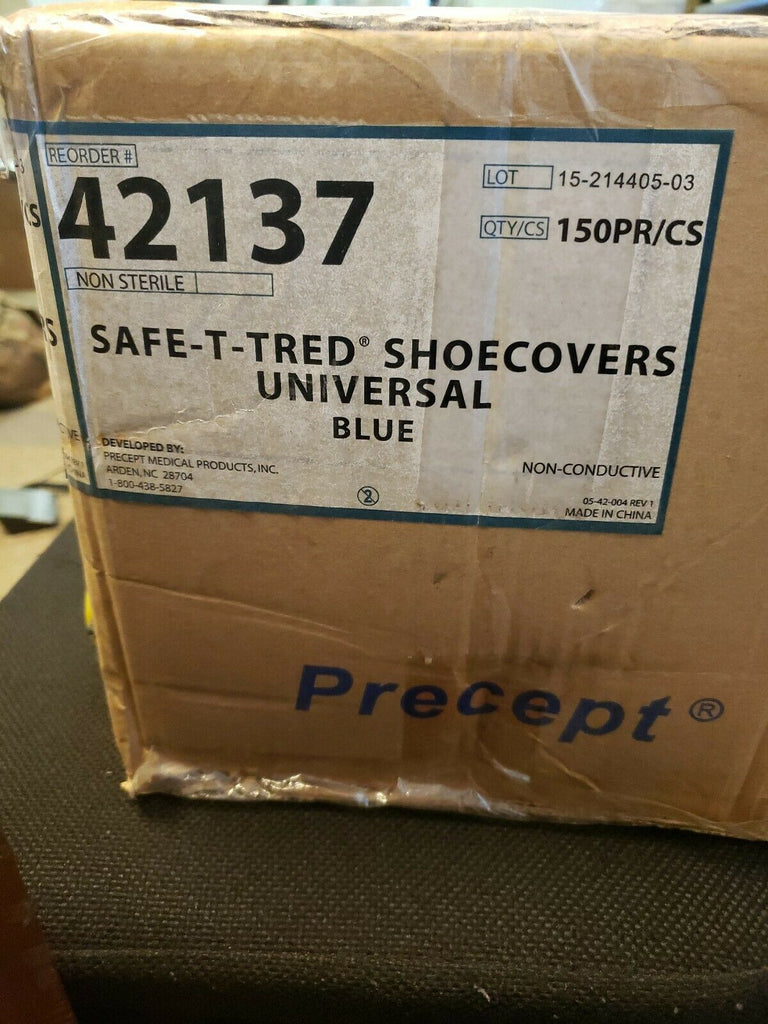 REORDER #
42137
LOT 15-214405-03
QTY/CS 150PR/CS
NON STERILE
SAFE-T-TRED® SHOECOVERS
UNIVERSAL
BLUE
DEVELOPED BY:
PRECEPT MEDICAL PRODUCTS, INC.
ARDEN, NC 28704
1-800-438-5827
2
NON-CONDUCTIVE
05-42-004 REV 1
MADE IN CHINA
Precept®